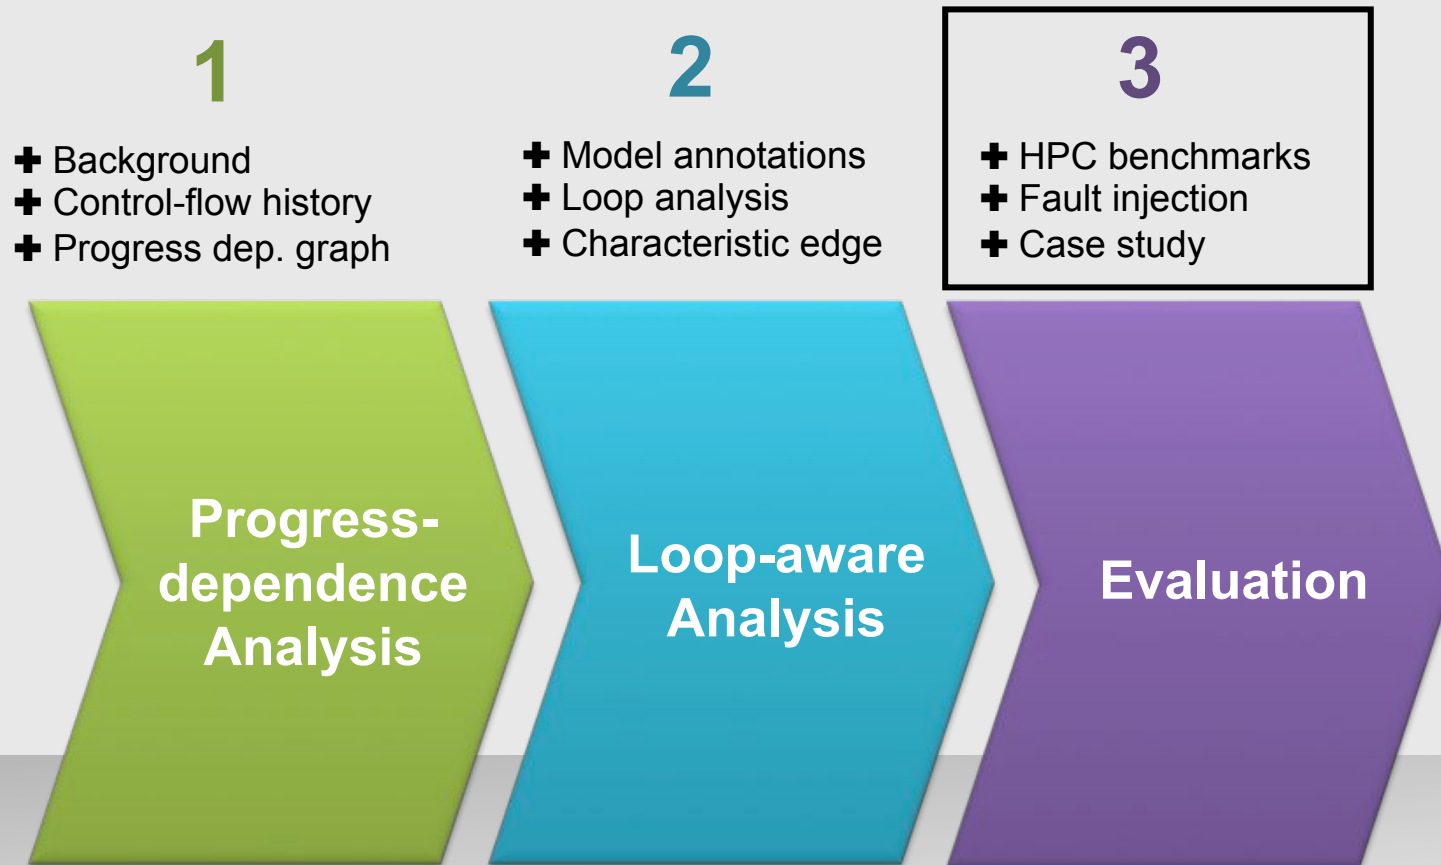 1
✚ Background
✚ Control-flow history
✚ Progress dep. graph
Progress-
dependence
Analysis
2
✚ Model annotations
✚ Loop analysis
✚ Characteristic edge
Loop-aware
Analysis
3
✚ HPC benchmarks
✚ Fault injection
✚ Case study
Evaluation